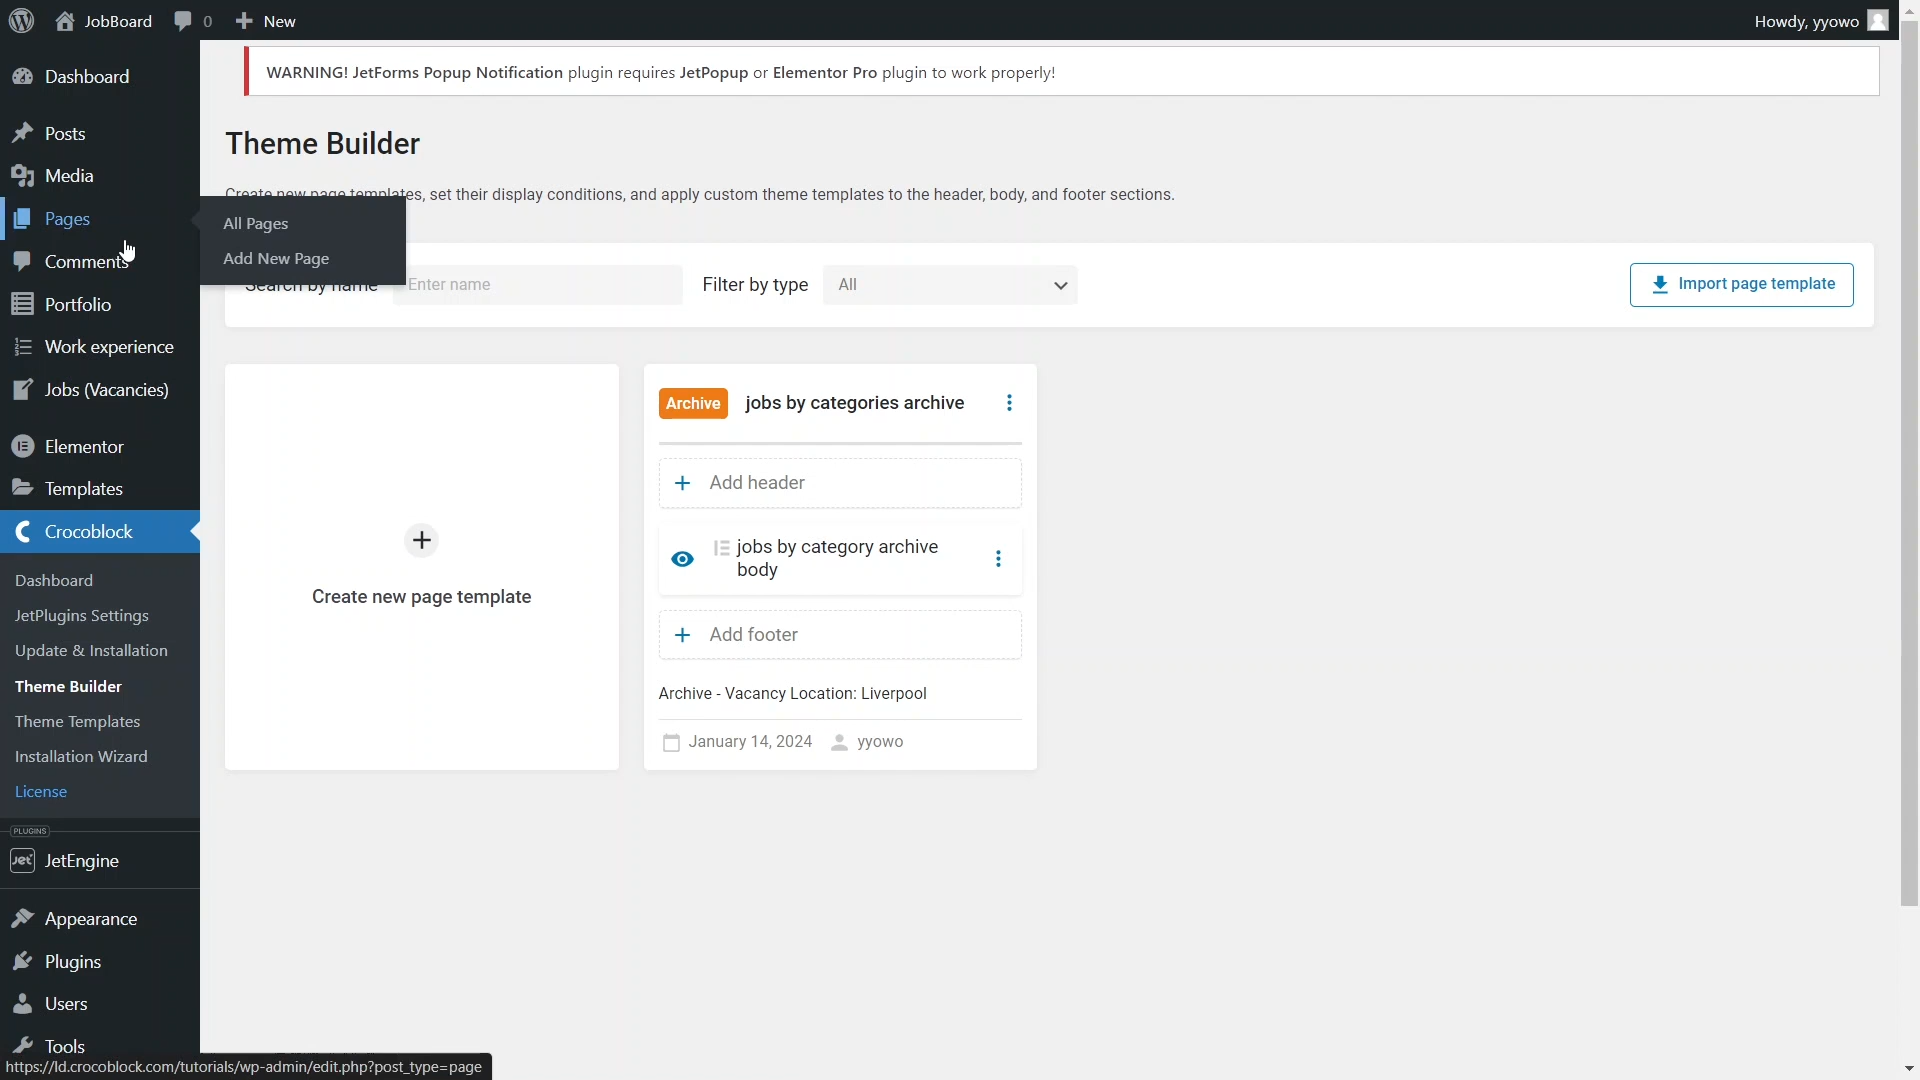 JobBoard 0 New Howdy, yyowo
Dashboard
Posts
Media
Pages
Comments
Portfolio
Work experience
Jobs (Vacancies)
Elementor
Templates
Crocoblock
Dashboard
JetPlugins Settings
Update & Installation
Theme Builder
Theme Templates
Installation Wizard
License
PLUGINS
Jet JetEngine
Appearance
Plugins
Users
Tools
https://ld.crocoblock.com/tutorials/wp-admin/edit.php?post_type=page
All Pages
Add New Page
WARNING! JetForms Popup Notification plugin requires JetPopup or Elementor Pro plugin to work properly!
Theme Builder
Create new page templates, set their display conditions, and apply custom theme templates to the header, body, and footer sections.
Search by name Enter name Filter by type All Import page template
Create new page template
Archive jobs by categories archive
Add header
jobs by category archive
body
Add footer
Archive - Vacancy Location: Liverpool
January 14, 2024 yyowo